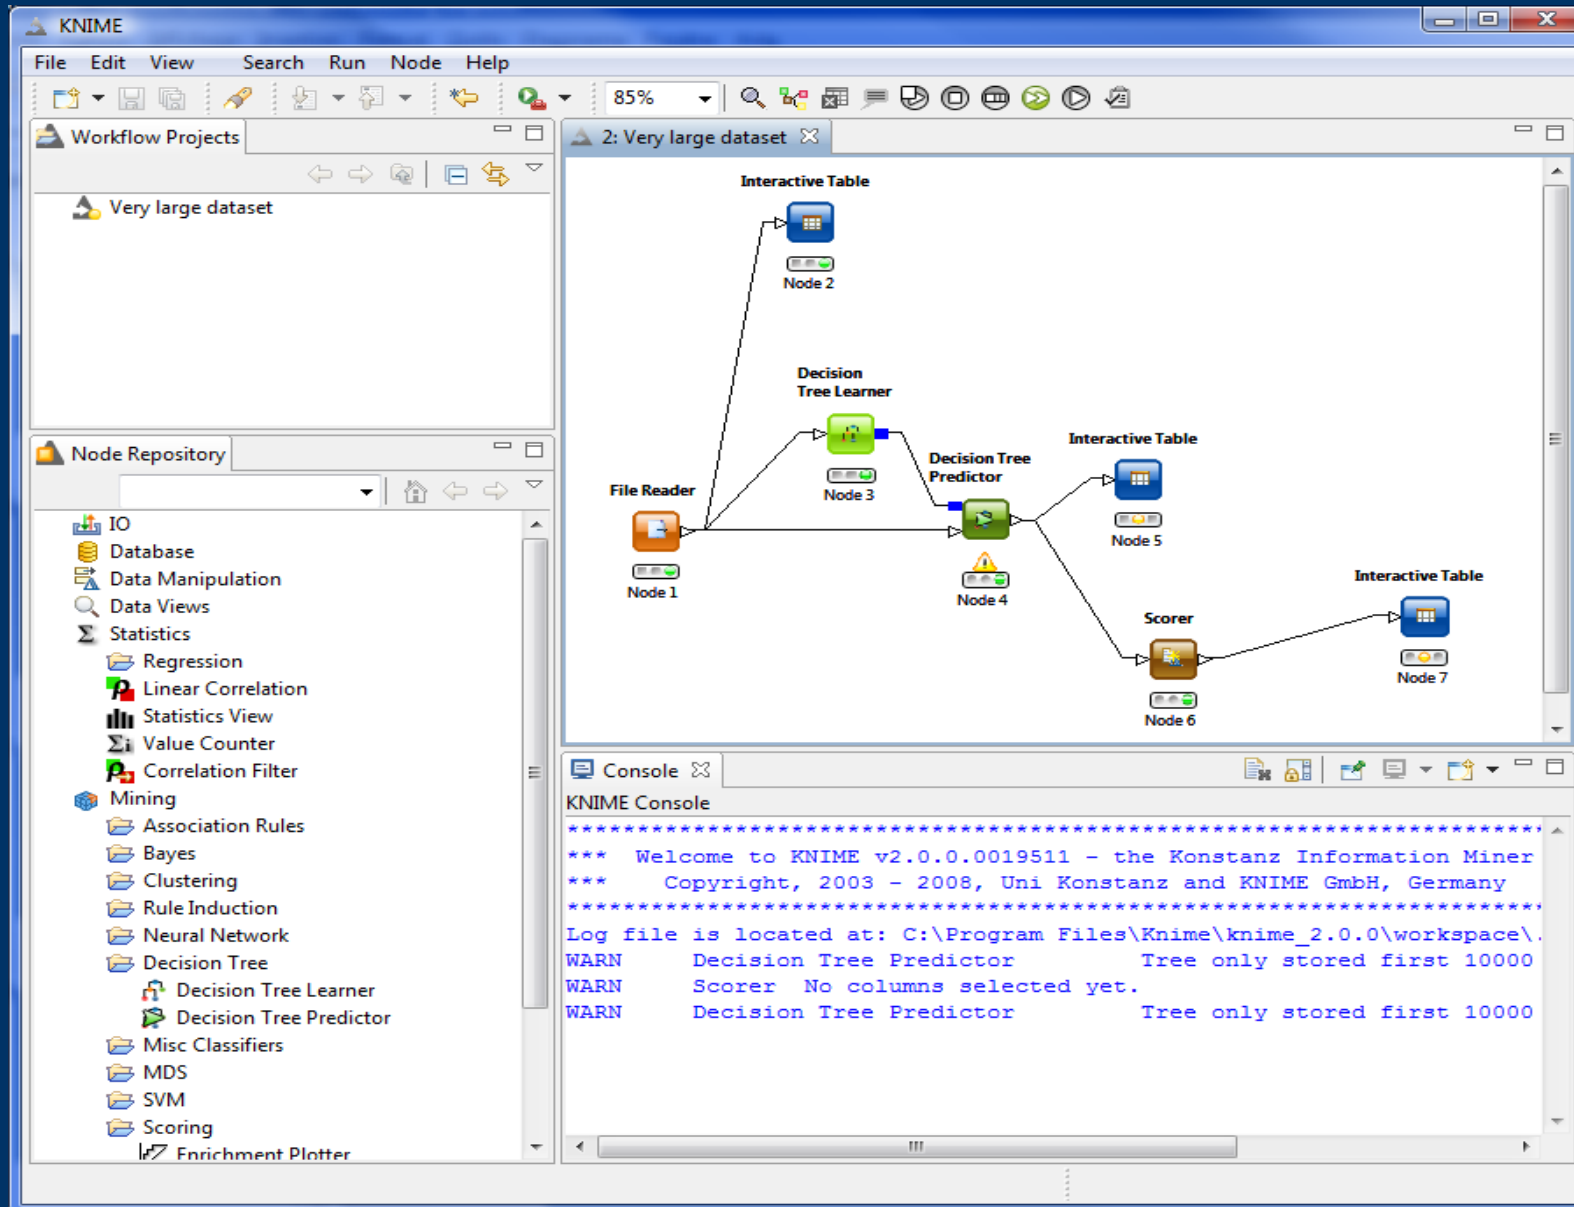 KNIME
File Edit View Search Run Node Help
85%
Workflow Projects
Very large dataset
Node Repository
IO
Database
Data Manipulation
Data Views
Statistics
Regression
Linear Correlation
Statistics View
Value Counter
Correlation Filter
Mining
Association Rules
Bayes
Clustering
Rule Induction
Neural Network
Decision Tree
Decision Tree Learner
Decision Tree Predictor
Misc Classifiers
MDS
SVM
Scoring
Enrichment Plotter
2: Very large dataset
Interactive Table
Node 2
Decision
Tree Learner
Node 3
File Reader
Node 1
Decision Tree
Predictor
Node 4
Interactive Table
Node 5
Scorer
Node 6
Interactive Table
Node 7
Console
KNIME Console
*********************************************************************
*** Welcome to KNIME v2.0.0.0019511 - the Konstanz Information Miner
*** Copyright, 2003 - 2008, Uni Konstanz and KNIME GmbH, Germany
*********************************************************************
Log file is located at: C:\Program Files\Knime\knime_2.0.0\workspace\.
WARN Decision Tree Predictor Tree only stored first 10000
WARN Scorer No columns selected yet.
WARN Decision Tree Predictor Tree only stored first 10000